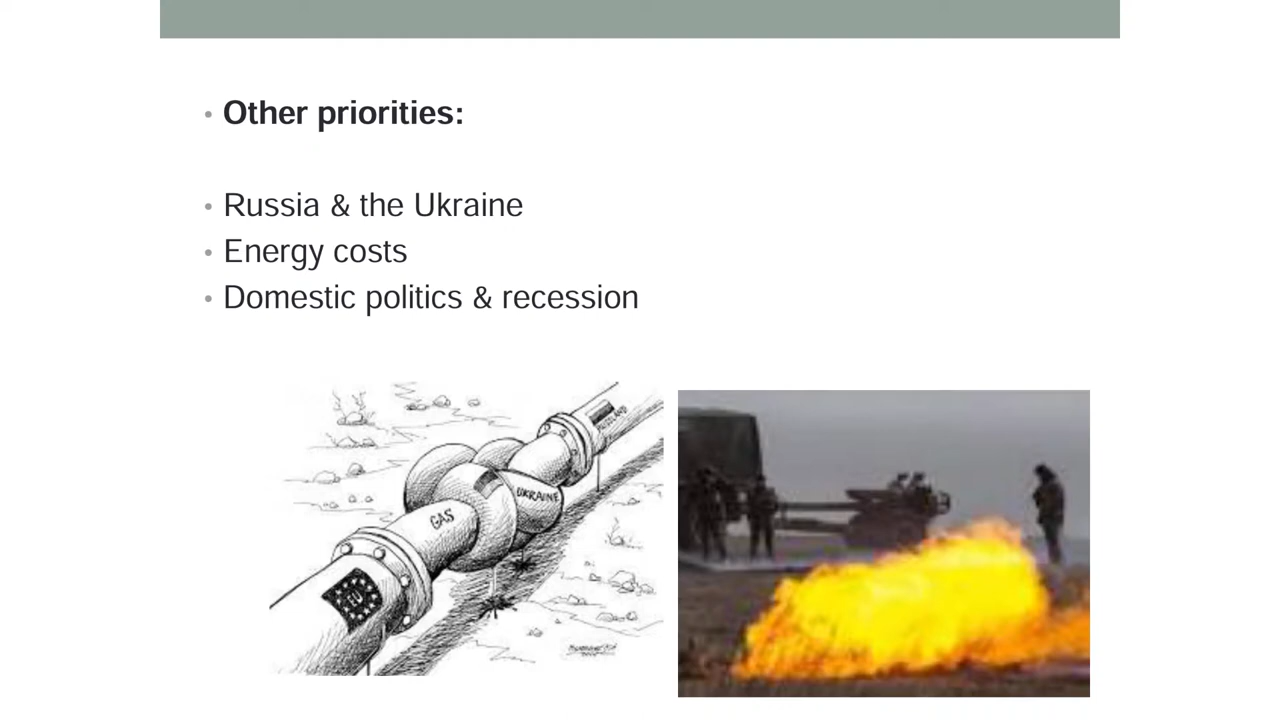 Other priorities:
Russia & the Ukraine
Energy costs
Domestic politics & recession
UKRAINE
GAS
EU